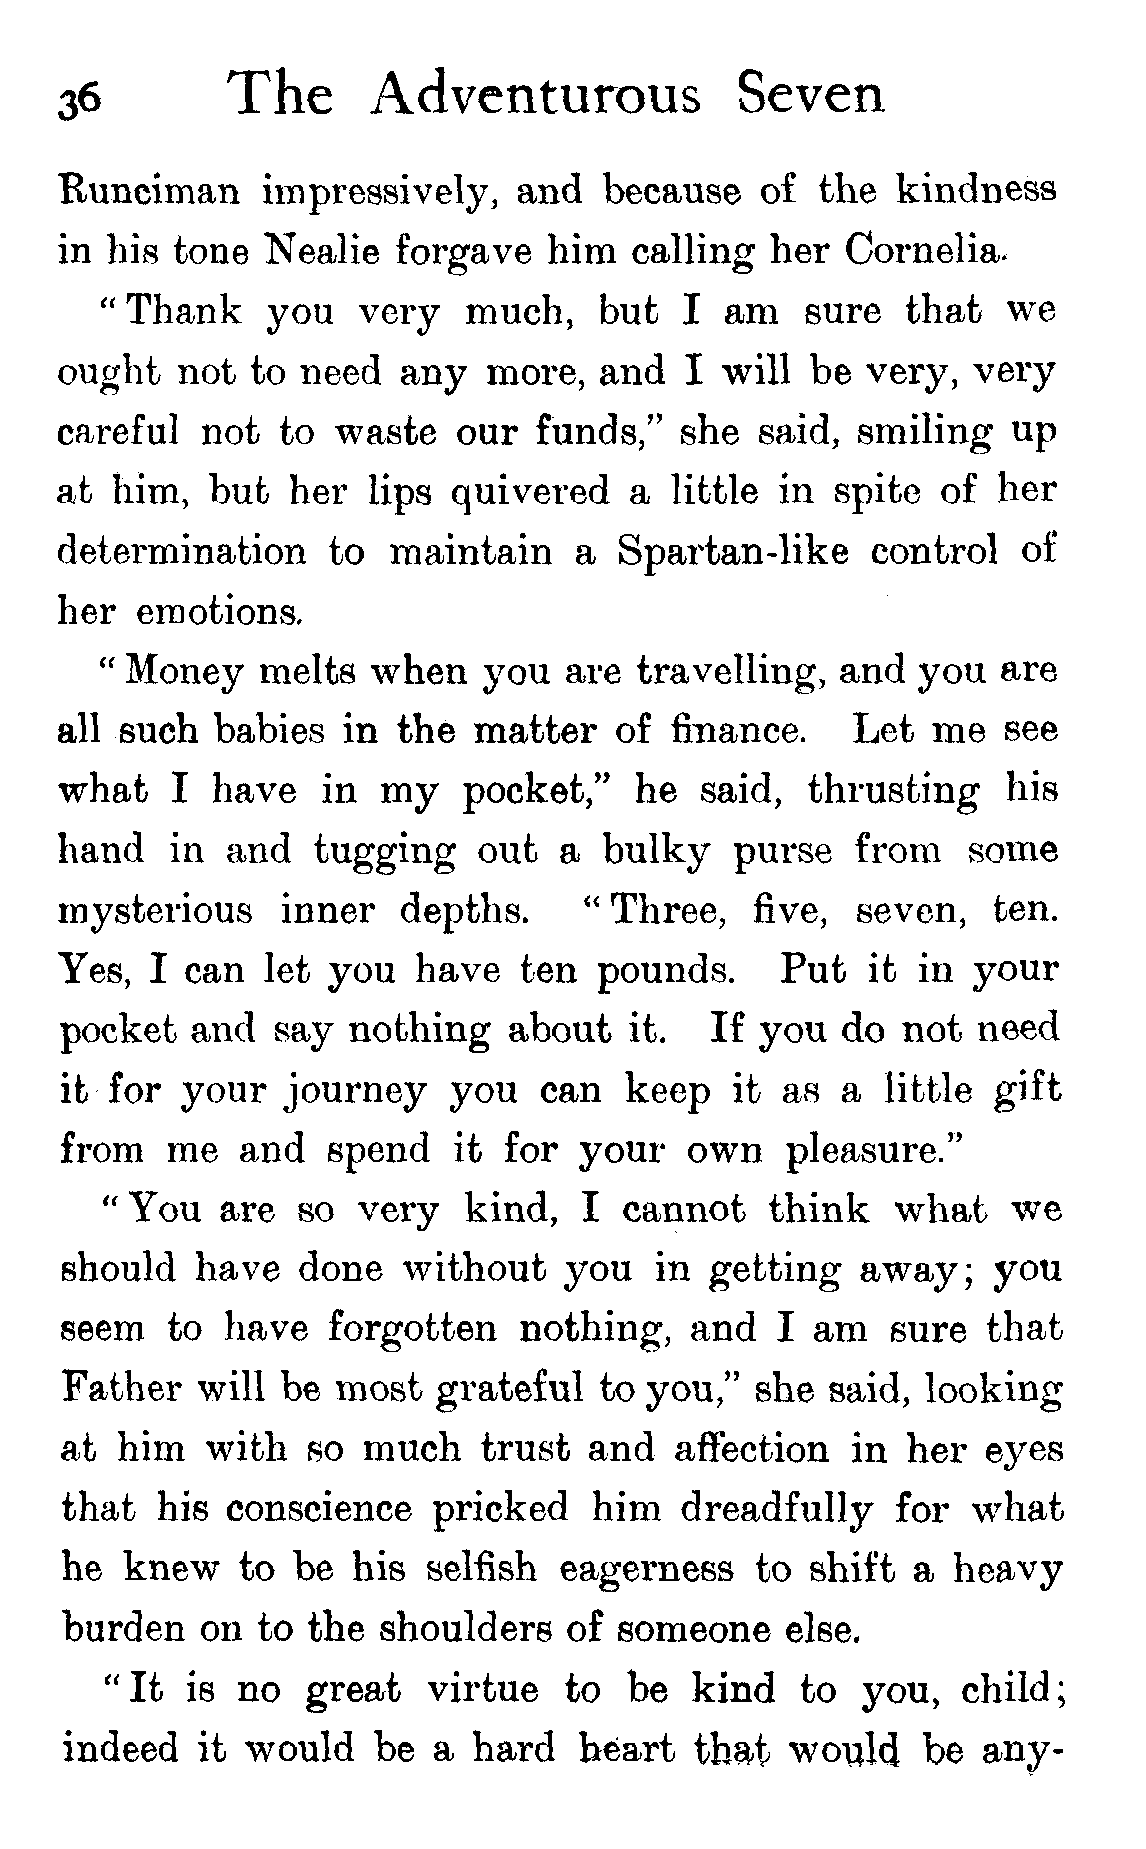 36 The Adventurous Seven
Runciman impressively, and because of the kindness
in his tone Nealie forgave him calling her Cornelia.
"Thank you very much, but I am sure that we
ought not to need any more, and I will be very, very
careful not to waste our funds," she said, smiling up
at him, but her lips quivered a little in spite of her
determination to maintain a Spartan-like control of
her emotions.
"Money melts when you are travelling, and you are
all such babies in the matter of finance. Let me see
what I have in my pocket," he said, thrusting his
hand in and tugging out a bulky purse from some
mysterious inner depths. "Three, five, seven, ten.
Yes, I can let you have ten pounds. Put it in your
pocket and say nothing about it. If you do not need
it for your journey you can keep it as a little gift
from me and spend it for your own pleasure."
"You are so very kind, I cannot think what we
should have done without you in getting away; you
seem to have forgotten nothing, and I am sure that
Father will be most grateful to you," she said, looking
at him with so much trust and affection in her eyes
that his conscience pricked him dreadfully for what
he knew to be his selfish eagerness to shift a heavy
burden on to the shoulders of someone else.
"It is no great virtue to be kind to you, child;
indeed it would be a hard heart that would be any-